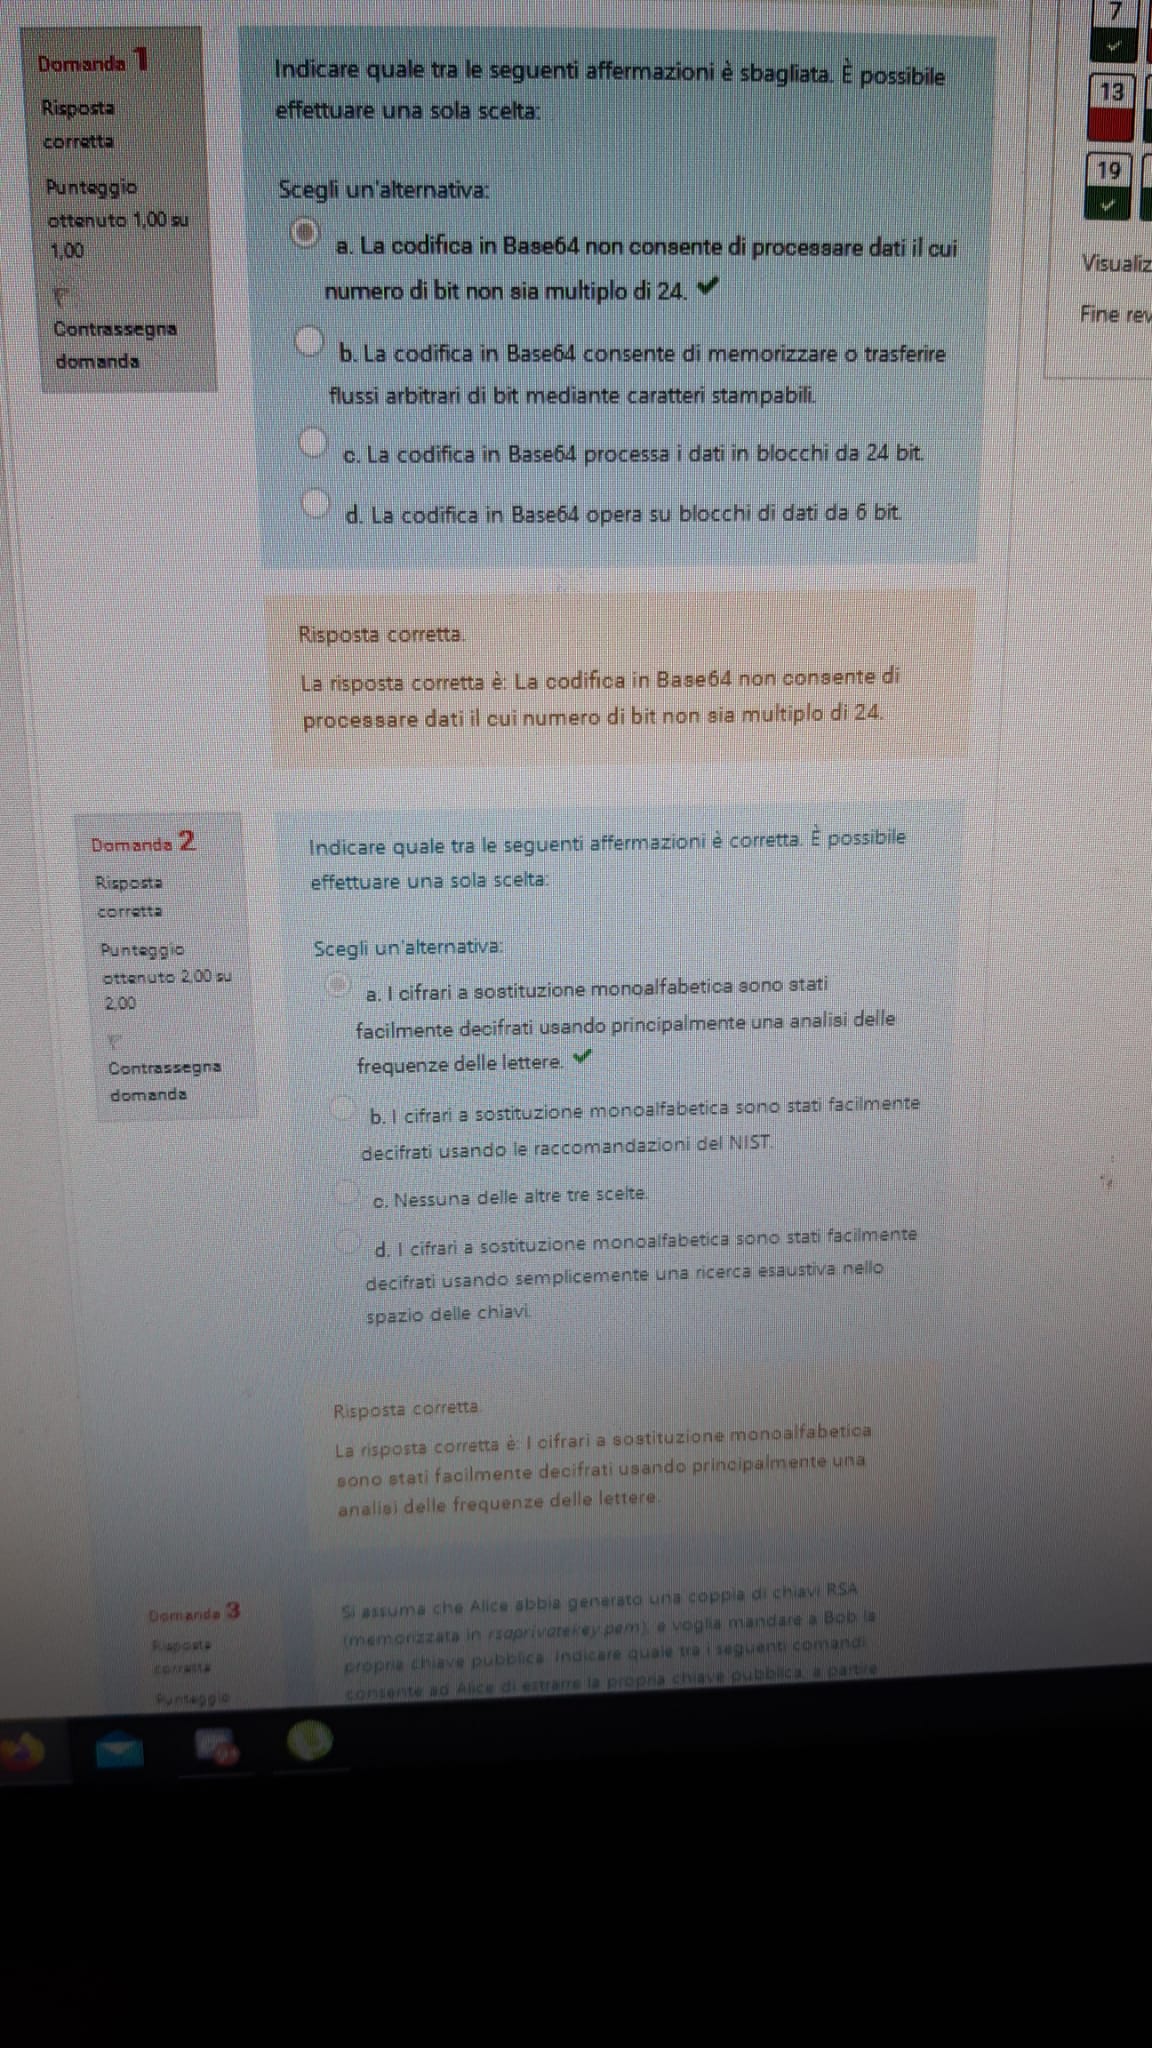 Domanda 1
Risposta
corretta
Punteggio
ottenuto 1,00 su
1,00
Contrassegna
domanda
Indicare quale tra le seguenti affermazioni è sbagliata. È possibile
effettuare una sola scelta:
Scegli un'alternativa:
a. La codifica in Base64 non consente di processare dati il cui
numero di bit non sia multiplo di 24.
b. La codifica in Base64 consente di memorizzare o trasferire
flussi arbitrari di bit mediante caratteri stampabili.
c. La codifica in Base64 processa i dati in blocchi da 24 bit.
d. La codifica in Base64 opera su blocchi di dati da 6 bit.
Risposta corretta.
La risposta corretta è: La codifica in Base64 non consente di
processare dati il cui numero di bit non sia multiplo di 24.
7
13
19
Visualiz
Fine rev
Domanda 2
Risposta
corretta
Punteggio
ottenuto 2,00 su
2,00
Contrassegna
domanda
Indicare quale tra le seguenti affermazioni è corretta. È possibile
effettuare una sola scelta:
Scegli un'alternativa:
a. I cifrari a sostituzione monoalfabetica sono stati
facilmente decifrati usando principalmente una analisi delle
frequenze delle lettere.
b. I cifrari a sostituzione monoalfabetica sono stati facilmente
decifrati usando le raccomandazioni del NIST.
c. Nessuna delle altre tre scelte.
d. I cifrari a sostituzione monoalfabetica sono stati facilmente
decifrati usando semplicemente una ricerca esaustiva nello
spazio delle chiavi.
Risposta corretta.
La risposta corretta è: I cifrari a sostituzione monoalfabetica
sono stati facilmente decifrati usando principalmente una
analisi delle frequenze delle lettere.
Domanda 3
Risposta
corretta
Punteggio
Si assuma che Alice abbia generato una coppia di chiavi RSA
(memorizzata in rsaprivatekey.pem), e voglia mandare a Bob la
propria chiave pubblica. Indicare quale tra i seguenti comandi
consente ad Alice di estrarre la propria chiave pubblica, a partire